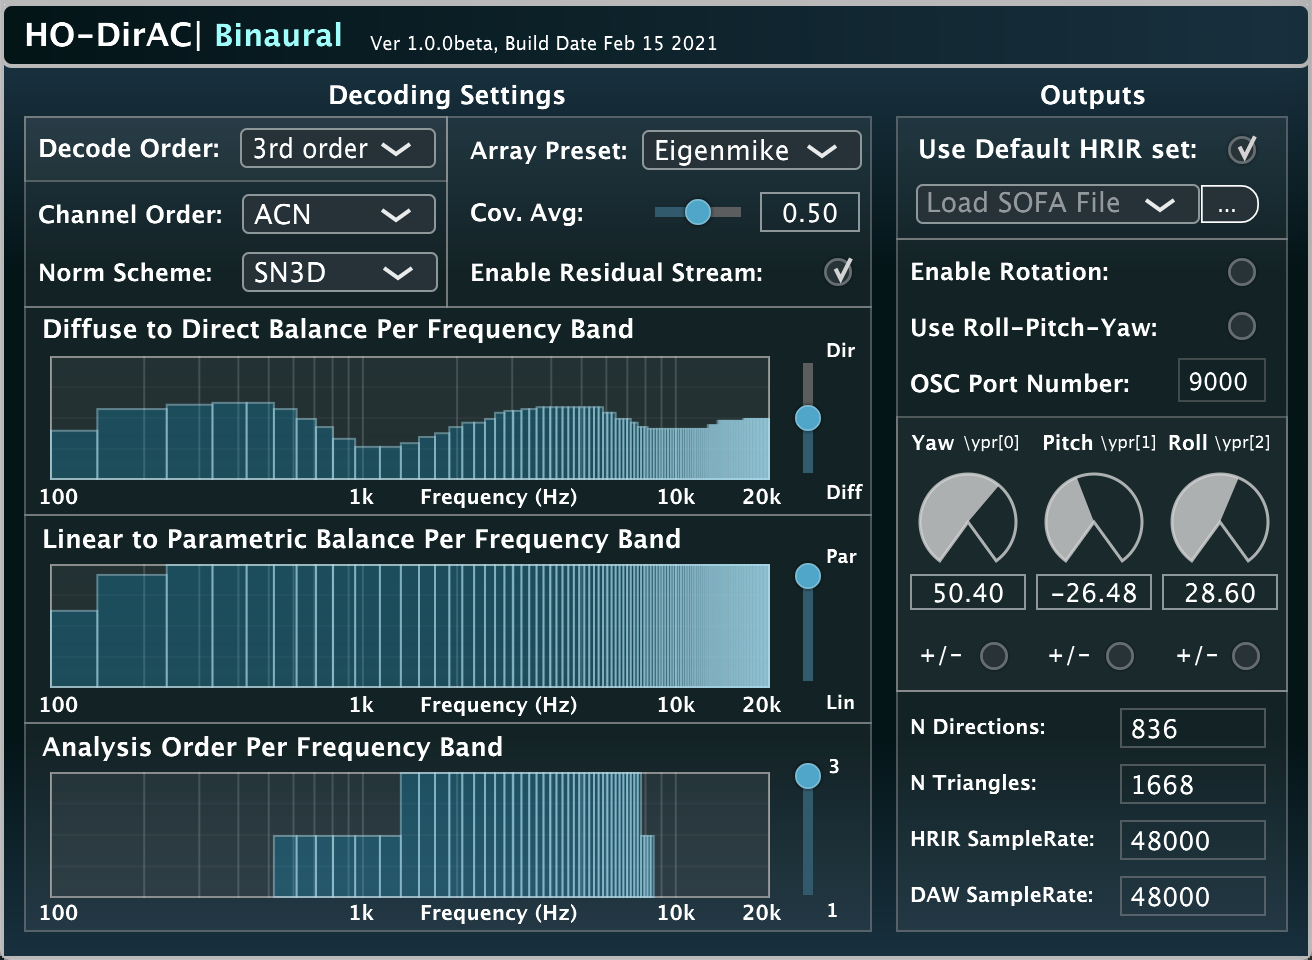 HO-DirAC| Binaural Ver 1.0.0beta, Build Date Feb 15 2021
Decoding Settings
Decode Order: 3rd order
Channel Order: ACN
Norm Scheme: SN3D
Array Preset: Eigenmike
Cov. Avg: 0.50
Enable Residual Stream:
Diffuse to Direct Balance Per Frequency Band
Dir
Diff
100 1k Frequency (Hz) 10k 20k
Linear to Parametric Balance Per Frequency Band
Par
Lin
100 1k Frequency (Hz) 10k 20k
Analysis Order Per Frequency Band
3
1
100 1k Frequency (Hz) 10k 20k
Outputs
Use Default HRIR set:
Load SOFA File ...
Enable Rotation:
Use Roll-Pitch-Yaw:
OSC Port Number: 9000
Yaw \ypr[0] Pitch \ypr[1] Roll \ypr[2]
50.40 -26.48 28.60
+/- +/- +/-
N Directions: 836
N Triangles: 1668
HRIR SampleRate: 48000
DAW SampleRate: 48000